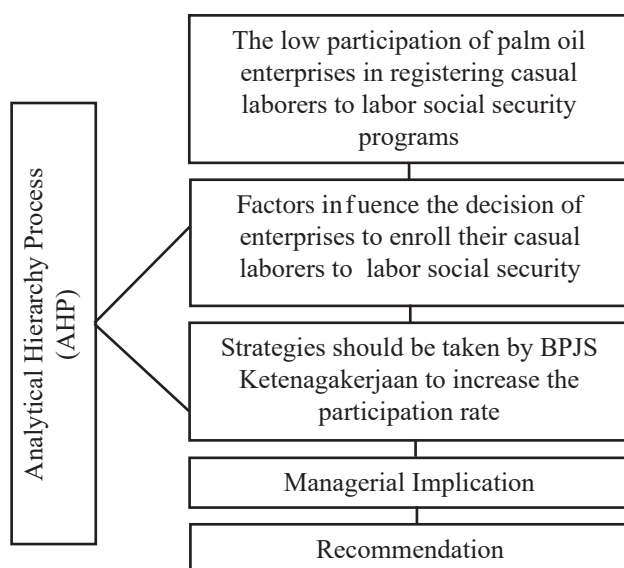 The low participation of palm oil
enterprises in registering casual
laborers to labor social security
programs
Analytical Hierarchy Process
(AHP)
Factors infuence the decision of
enterprises to enroll their casual
laborers to labor social security
Strategies should be taken by BPJS
Ketenagakerjaan to increase the
participation rate
Managerial Implication
Recommendation